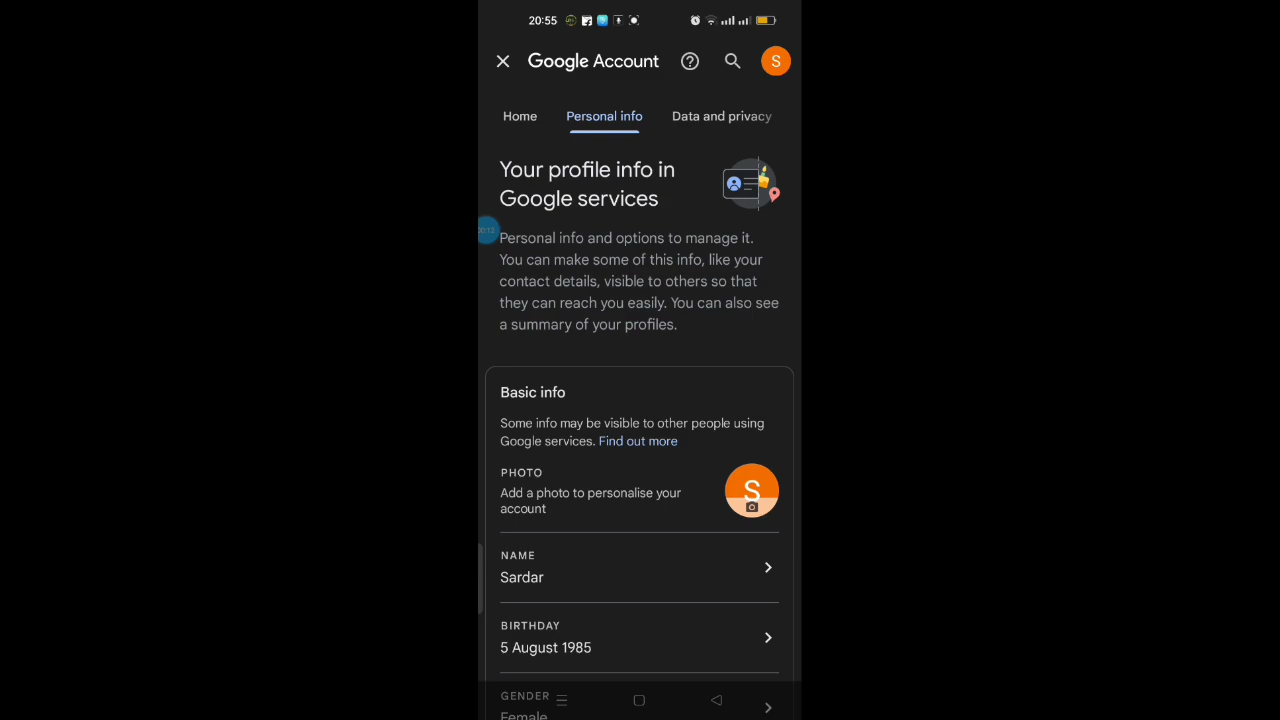 20:55
Google Account
S
Home
Personal info
Data and privacy
Your profile info in
Google services
00:12
Personal info and options to manage it.
You can make some of this info, like your
contact details, visible to others so that
they can reach you easily. You can also see
a summary of your profiles.
Basic info
Some info may be visible to other people using
Google services. Find out more
PHOTO
Add a photo to personalise your
account
S
NAME
Sardar
BIRTHDAY
5 August 1985
GENDER
Female